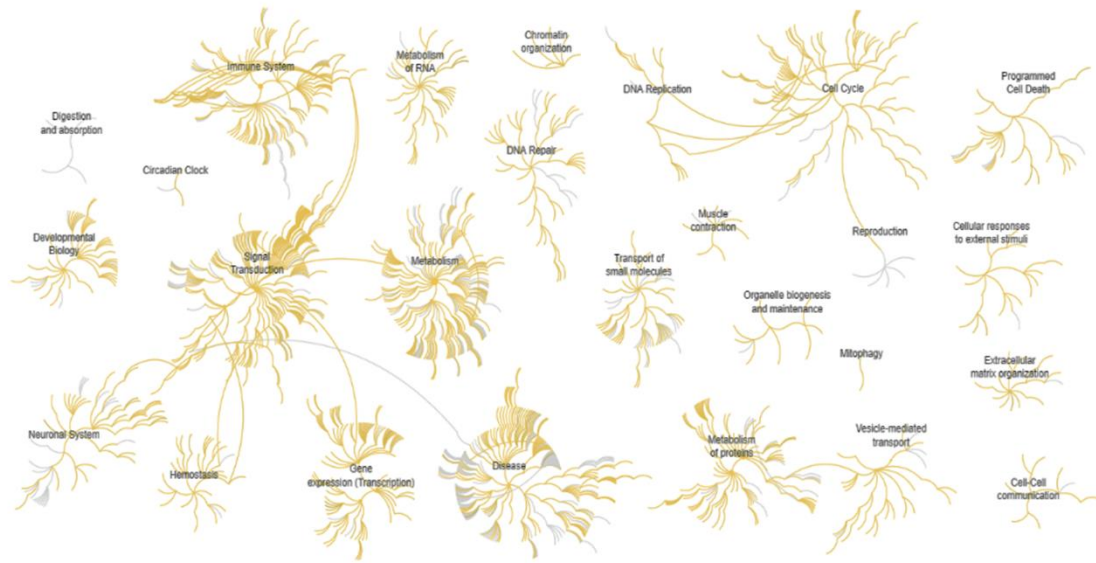 Immune System
Metabolism
of RNA
Chromatin
organization
DNA Replication
Cell Cycle
Programmed
Cell Death
Digestion
and absorption
Circadian Clock
DNA Repair
Developmental
Biology
Signal
Transduction
Metabolism
Transport of
small molecules
Muscle
contraction
Reproduction
Cellular responses
to external stimuli
Organelle biogenesis
and maintenance
Mitophagy
Extracellular
matrix organization
Neuronal System
Hemostasis
Gene
expression (Transcription)
Disease
Metabolism
of proteins
Vesicle-mediated
transport
Cell-Cell
communication